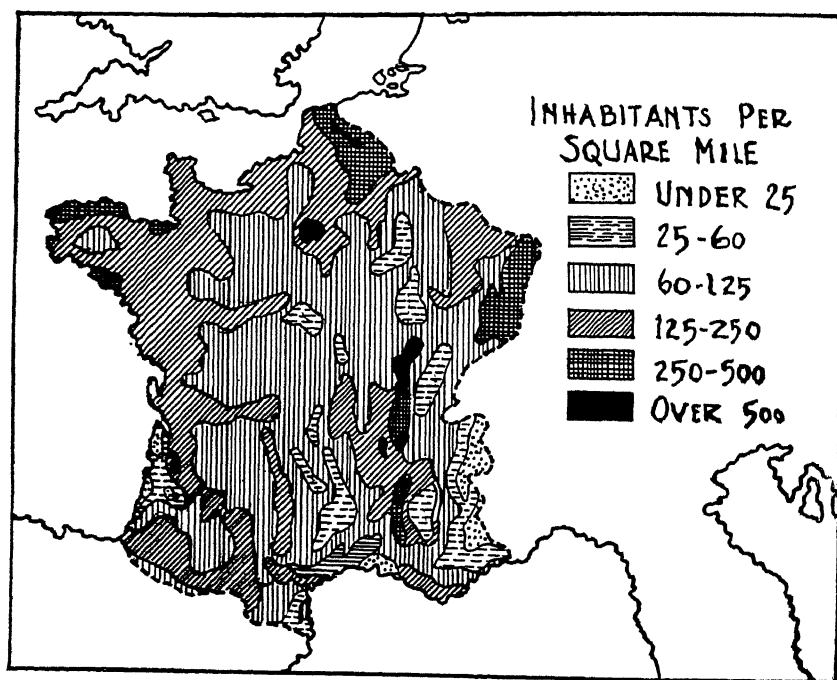 INHABITANTS PER
SQUARE MILE
UNDER 25
25-60
60-125
125-250
250-500
OVER 500